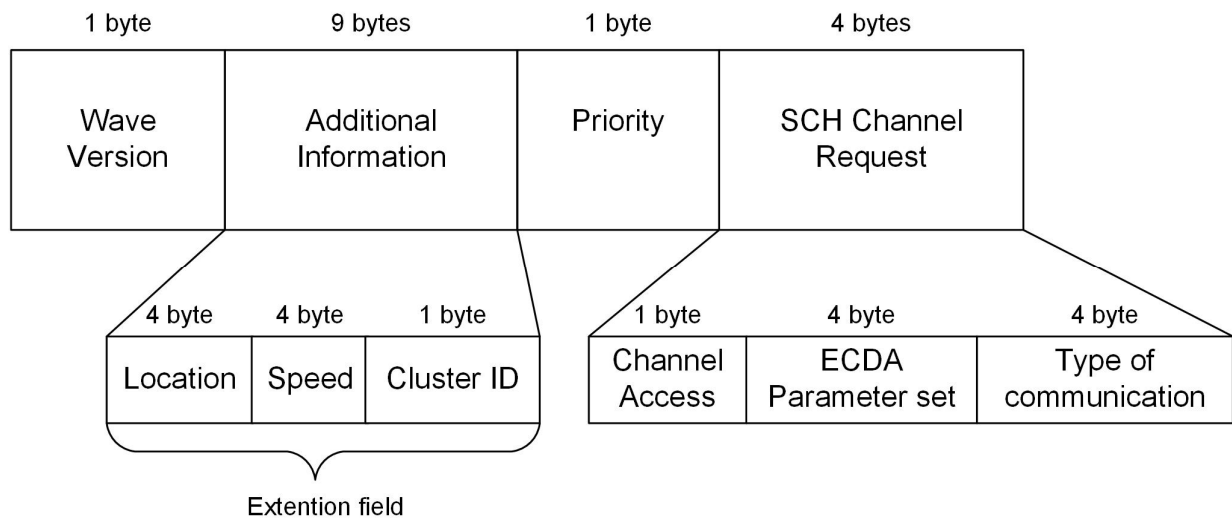 1 byte
9 bytes
1 byte
4 bytes
Wave
Version
Additional
Information
Priority
SCH Channel
Request
4 byte
4 byte
1 byte
1 byte
4 byte
4 byte
Location
Speed
Cluster ID
Channel
Access
ECDA
Parameter set
Type of
communication
Extention field